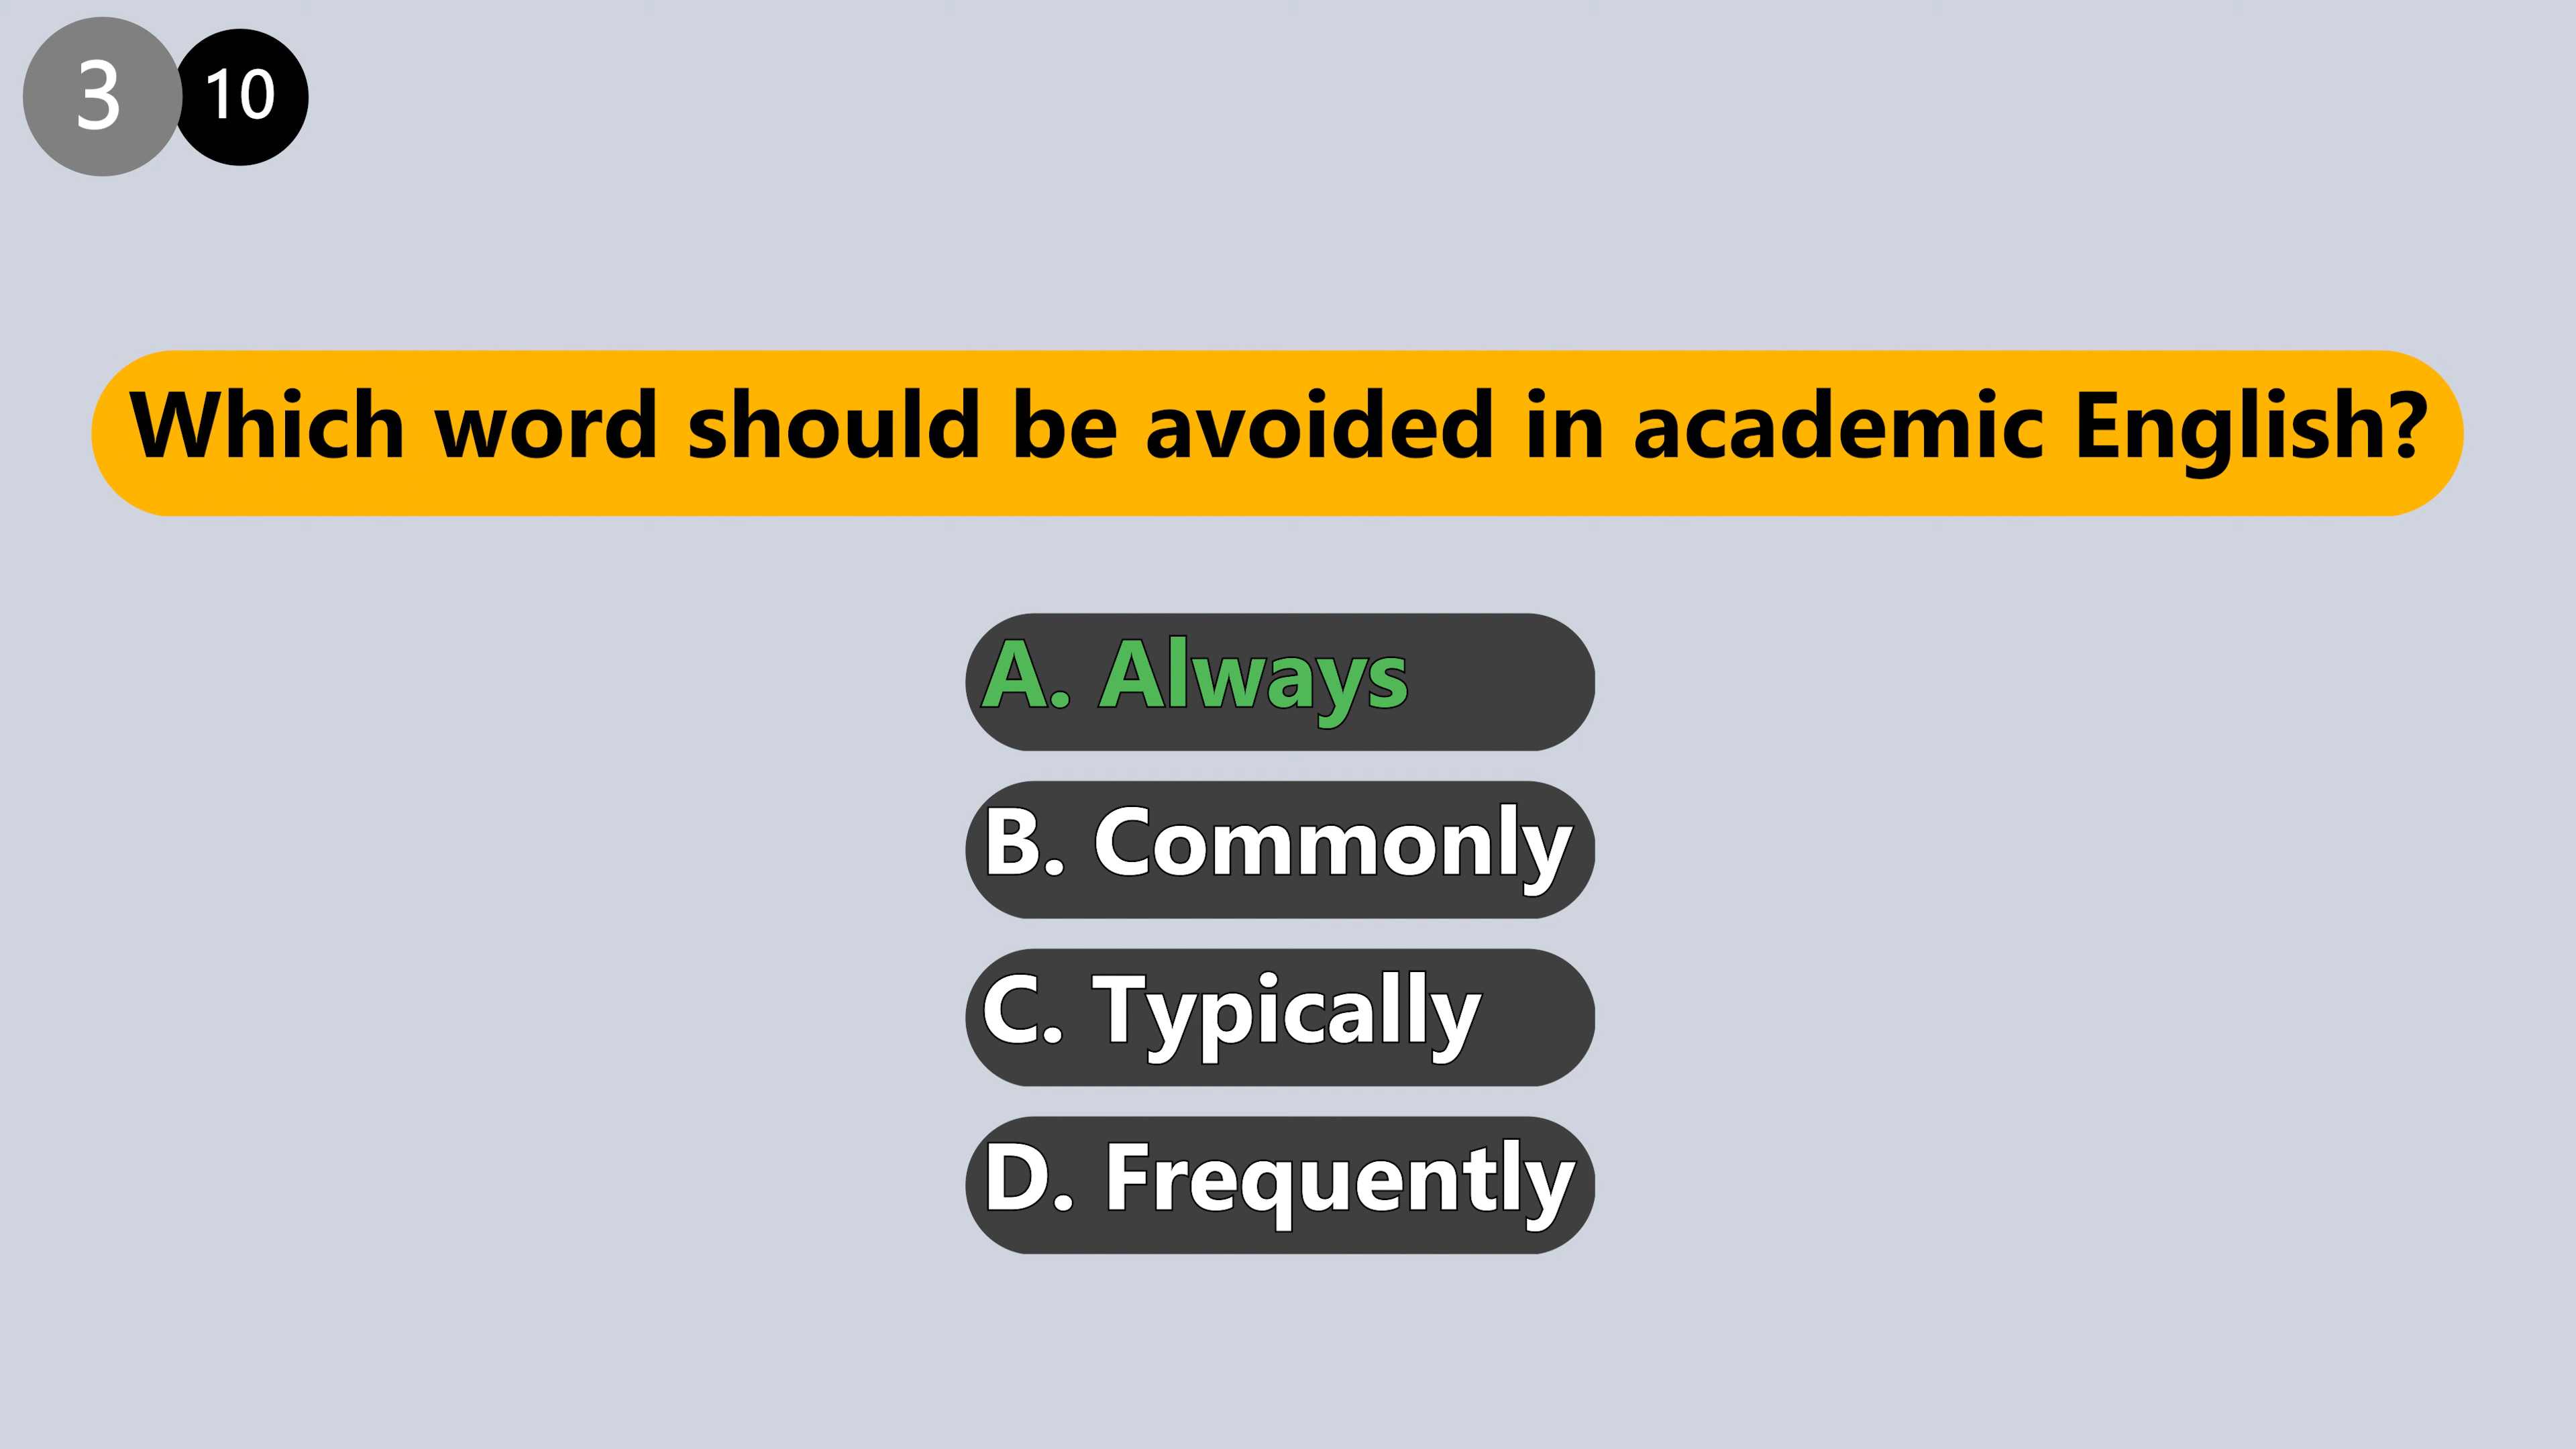 3 10
Which word should be avoided in academic English?
A. Always
B. Commonly
C. Typically
D. Frequently